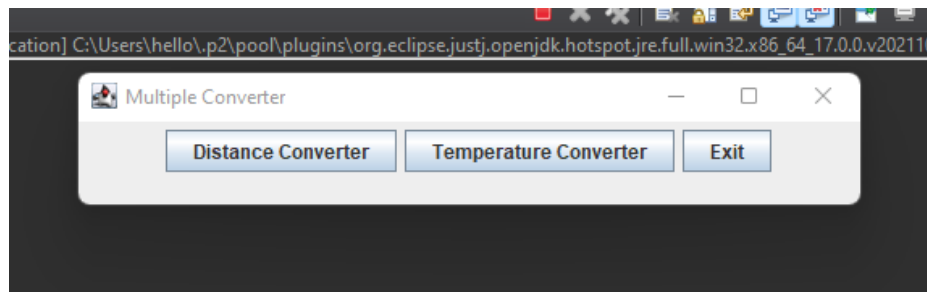 cation] C:\Users\hello\.p2\pool\plugins\org.eclipse.justj.openjdk.hotspot.jre.full.win32.x86_64_17.0.0.v20211
Multiple Converter
Distance Converter Temperature Converter Exit